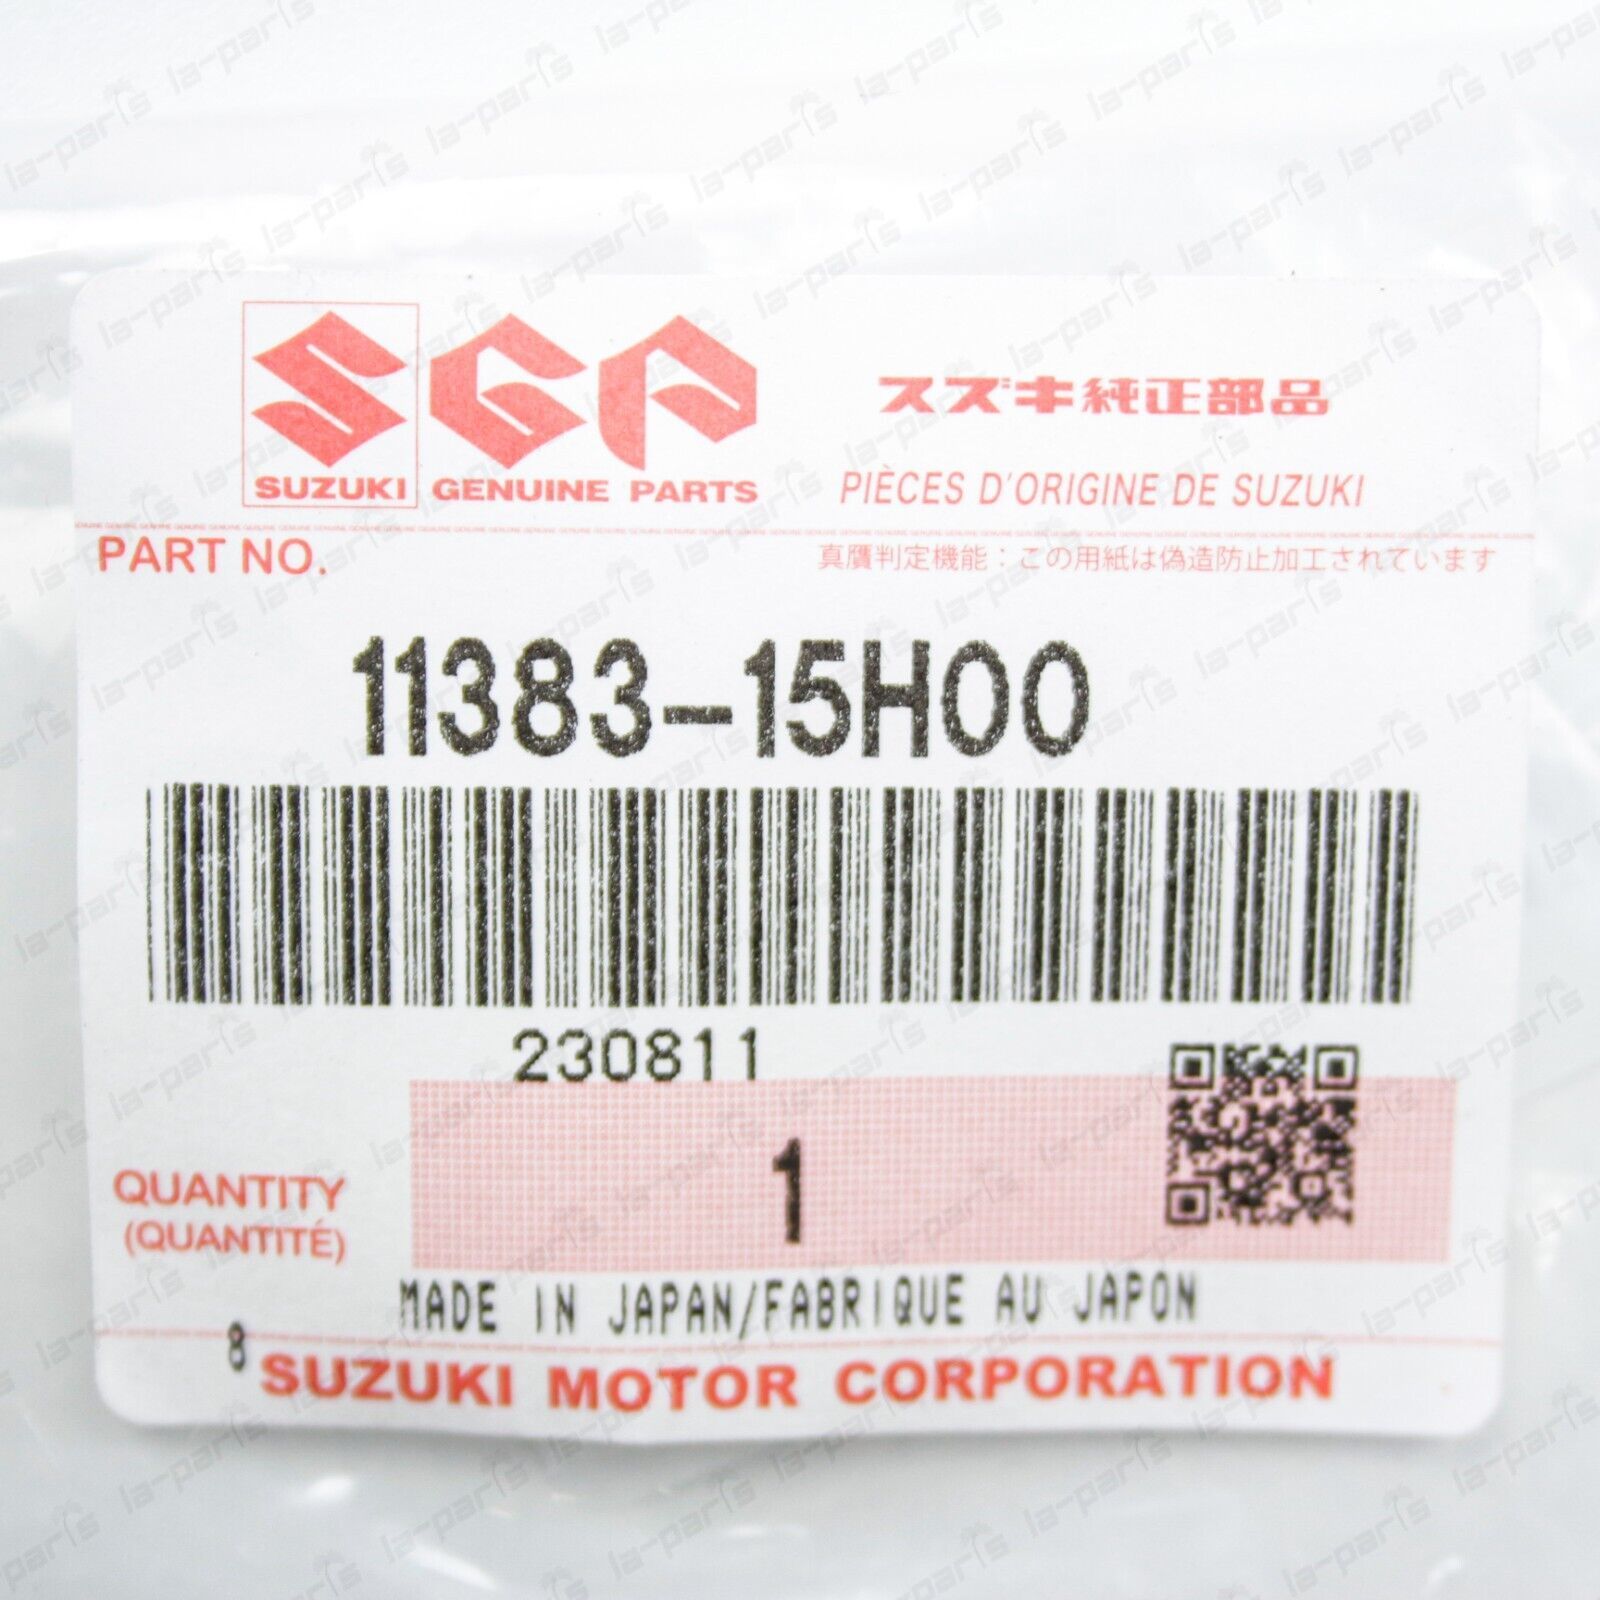 SGP
スズキ純正部品
SUZUKI GENUINE PARTS
PIÈCES D'ORIGINE DE SUZUKI
PART NO.
真贋判定機能：この用紙は偽造防止加工されています
11383-15H00
230811
QUANTITY
(QUANTITÉ)
1
MADE IN JAPAN/FABRIQUE AU JAPON
8
SUZUKI MOTOR CORPORATION
la-parts